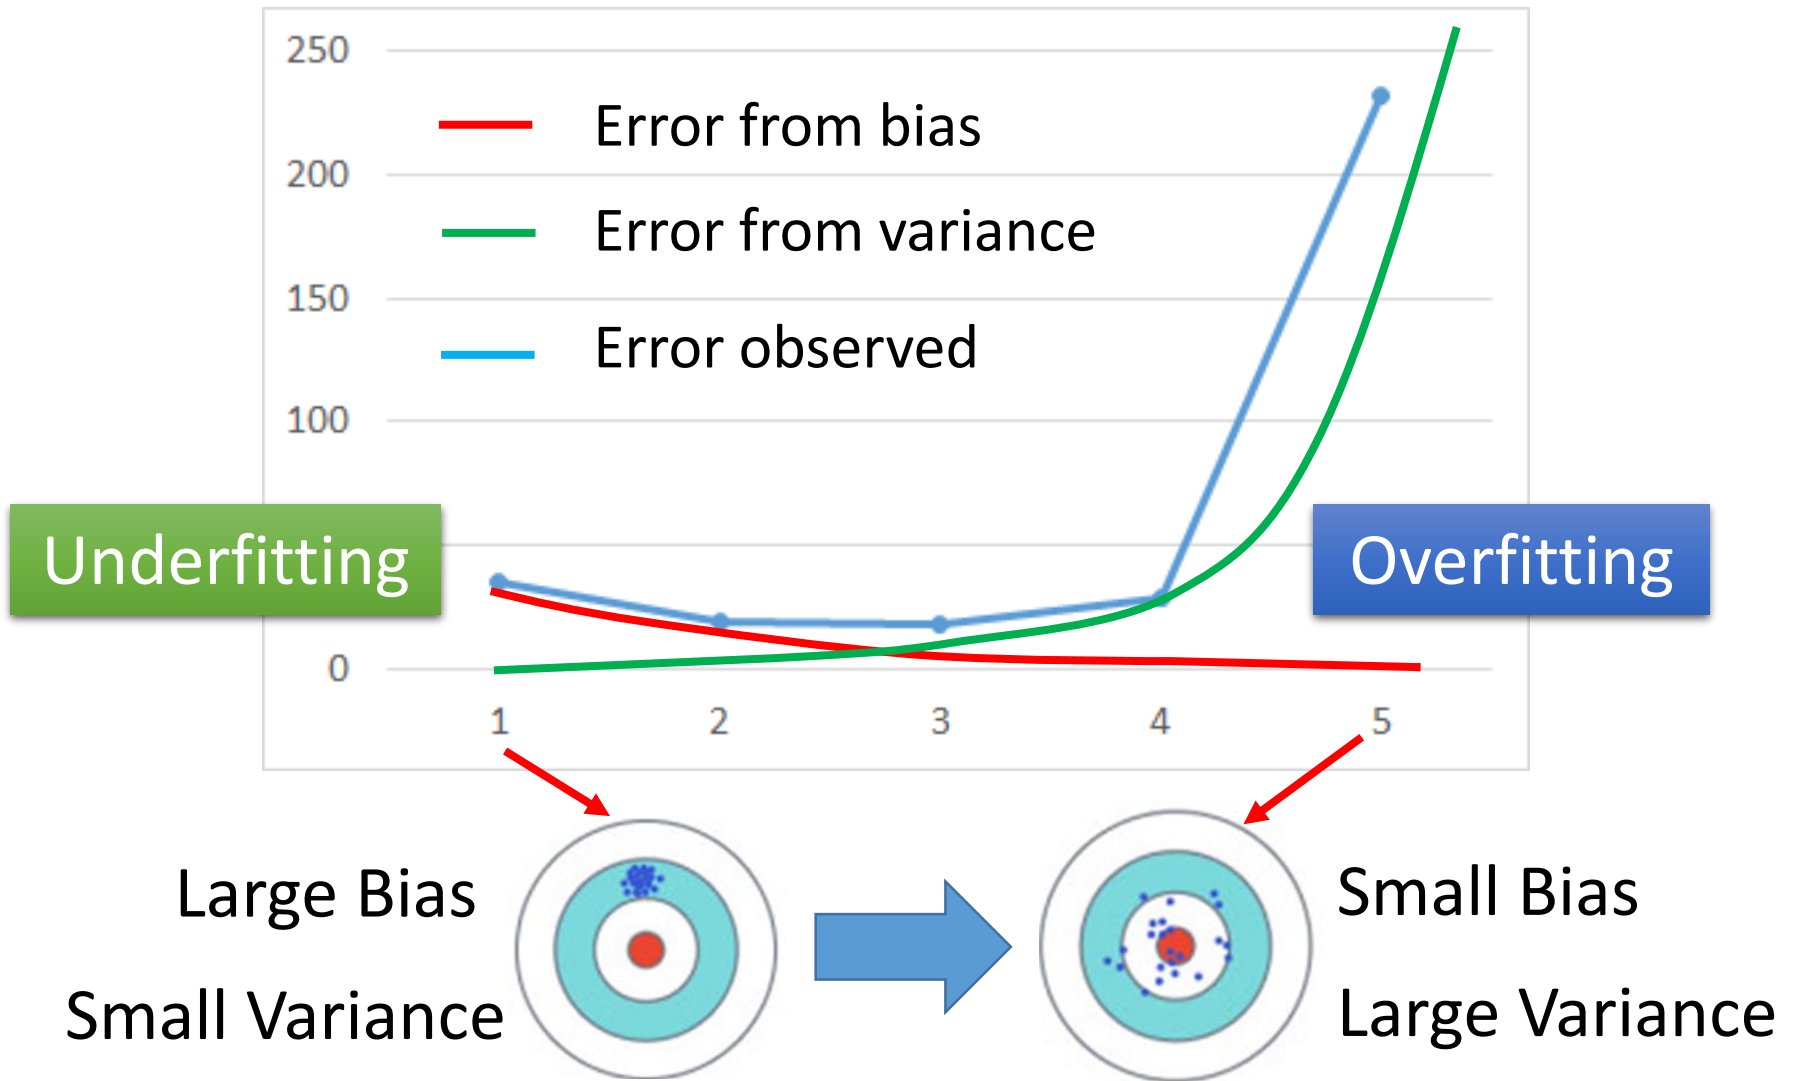 250
Error from bias
200
Error from variance
150
Error observed
100
Underfitting
Overfitting
0
1 2 3 4 5
Large Bias
Small Bias
Small Variance
Large Variance